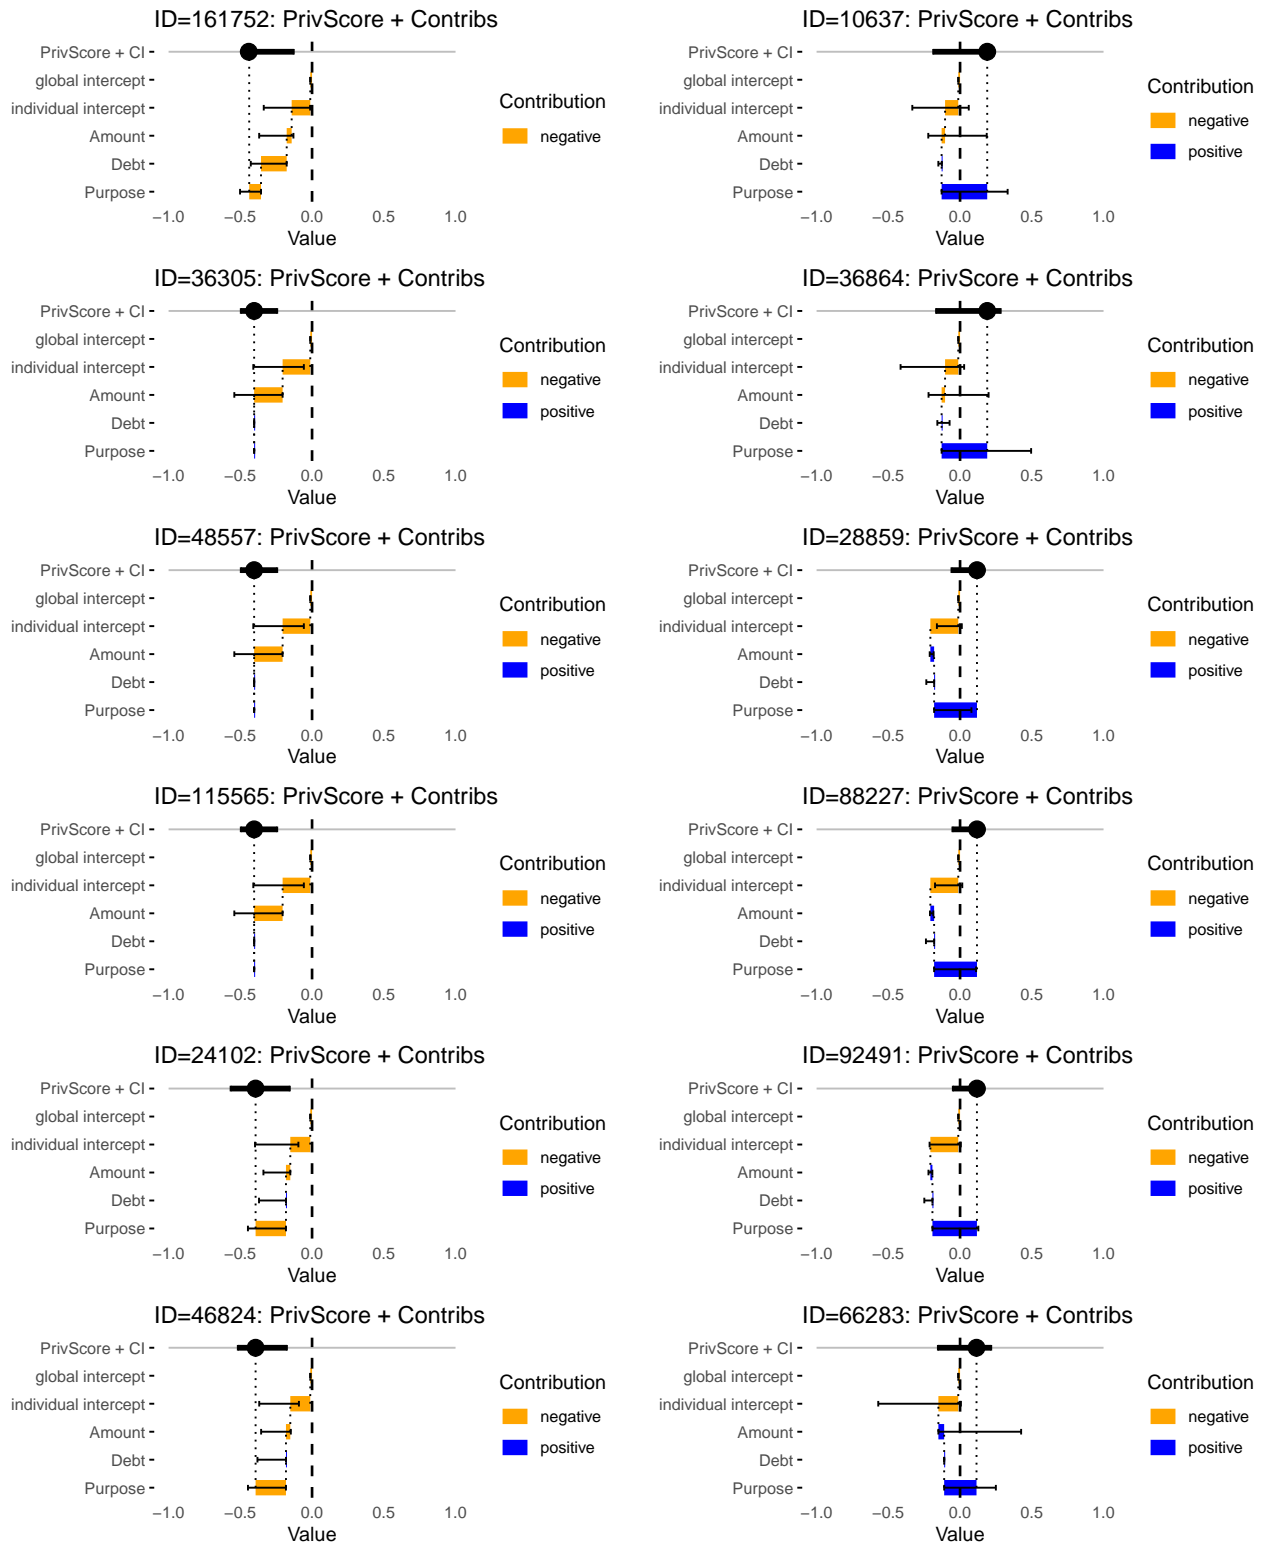 ID=161752: PrivScore + Contribs
PrivScore + CI
global intercept
individual intercept
Amount
Debt
Purpose
−1.0 −0.5 0.0 0.5 1.0
Value
Contribution
negative
ID=10637: PrivScore + Contribs
PrivScore + CI
global intercept
individual intercept
Amount
Debt
Purpose
−1.0 −0.5 0.0 0.5 1.0
Value
Contribution
negative
positive
ID=36305: PrivScore + Contribs
PrivScore + CI
global intercept
individual intercept
Amount
Debt
Purpose
−1.0 −0.5 0.0 0.5 1.0
Value
Contribution
negative
positive
ID=36864: PrivScore + Contribs
PrivScore + CI
global intercept
individual intercept
Amount
Debt
Purpose
−1.0 −0.5 0.0 0.5 1.0
Value
Contribution
negative
positive
ID=48557: PrivScore + Contribs
PrivScore + CI
global intercept
individual intercept
Amount
Debt
Purpose
−1.0 −0.5 0.0 0.5 1.0
Value
Contribution
negative
positive
ID=28859: PrivScore + Contribs
PrivScore + CI
global intercept
individual intercept
Amount
Debt
Purpose
−1.0 −0.5 0.0 0.5 1.0
Value
Contribution
negative
positive
ID=115565: PrivScore + Contribs
PrivScore + CI
global intercept
individual intercept
Amount
Debt
Purpose
−1.0 −0.5 0.0 0.5 1.0
Value
Contribution
negative
positive
ID=88227: PrivScore + Contribs
PrivScore + CI
global intercept
individual intercept
Amount
Debt
Purpose
−1.0 −0.5 0.0 0.5 1.0
Value
Contribution
negative
positive
ID=24102: PrivScore + Contribs
PrivScore + CI
global intercept
individual intercept
Amount
Debt
Purpose
−1.0 −0.5 0.0 0.5 1.0
Value
Contribution
negative
positive
ID=92491: PrivScore + Contribs
PrivScore + CI
global intercept
individual intercept
Amount
Debt
Purpose
−1.0 −0.5 0.0 0.5 1.0
Value
Contribution
negative
positive
ID=46824: PrivScore + Contribs
PrivScore + CI
global intercept
individual intercept
Amount
Debt
Purpose
−1.0 −0.5 0.0 0.5 1.0
Value
Contribution
negative
positive
ID=66283: PrivScore + Contribs
PrivScore + CI
global intercept
individual intercept
Amount
Debt
Purpose
−1.0 −0.5 0.0 0.5 1.0
Value
Contribution
negative
positive